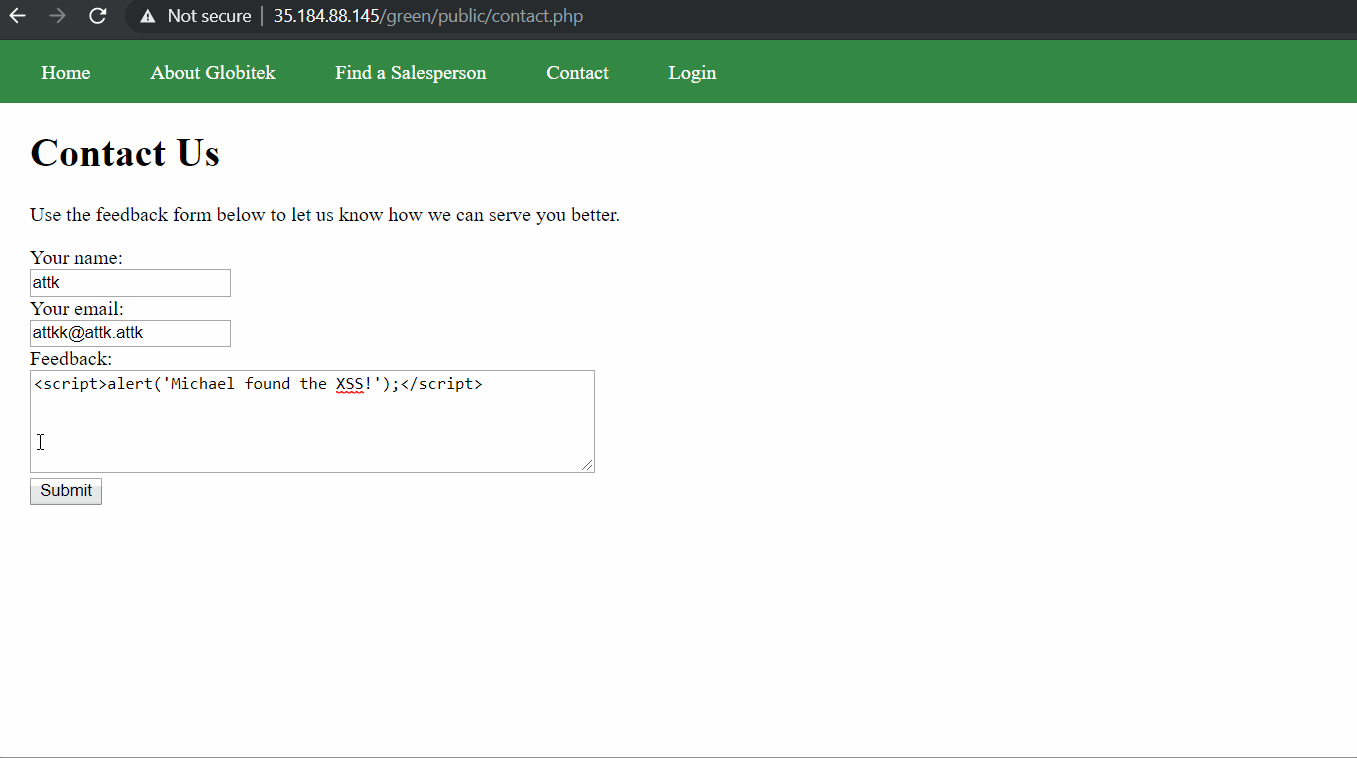 Not secure | 35.184.88.145/green/public/contact.php
Home About Globitek Find a Salesperson Contact Login
Contact Us
Use the feedback form below to let us know how we can serve you better.
Your name:
attk
Your email:
attkk@attk.attk
Feedback:
<script>alert('Michael found the XSS!');</script>
Submit